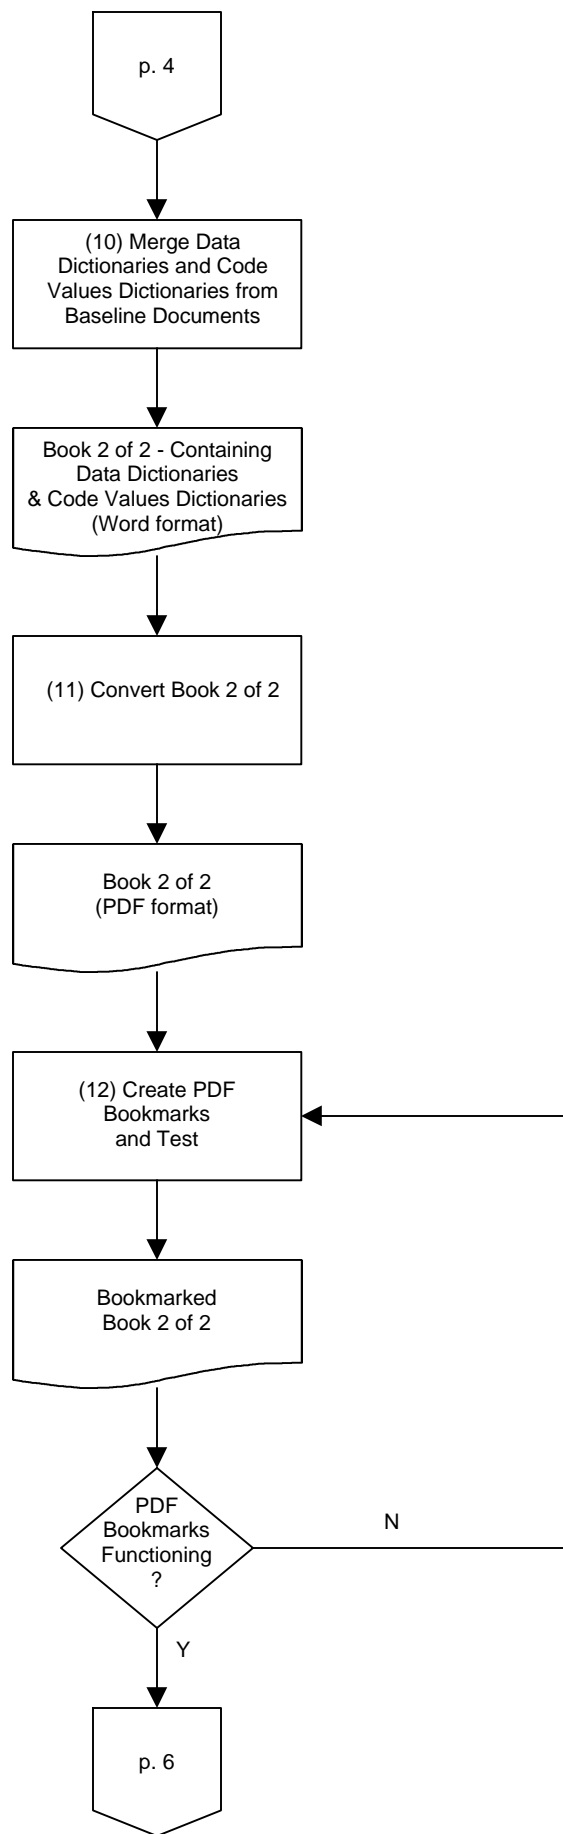 p. 4
(10) Merge Data
Dictionaries and Code
Values Dictionaries from
Baseline Documents
Book 2 of 2 - Containing
Data Dictionaries
& Code Values Dictionaries
(Word format)
(11) Convert Book 2 of 2
Book 2 of 2
(PDF format)
(12) Create PDF
Bookmarks
and Test
Bookmarked
Book 2 of 2
PDF
Bookmarks
Functioning
?
N
Y
p. 6